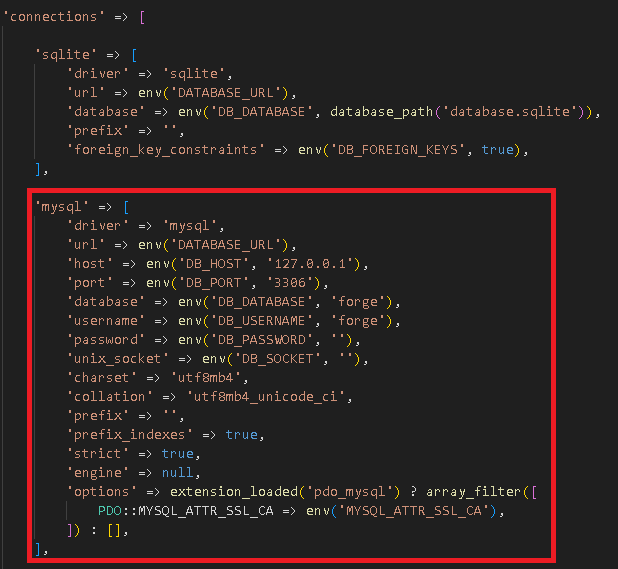 'connections' => [
'sqlite' => [
'driver' => 'sqlite',
'url' => env('DATABASE_URL'),
'database' => env('DB_DATABASE', database_path('database.sqlite')),
'prefix' => '',
'foreign_key_constraints' => env('DB_FOREIGN_KEYS', true),
],
'mysql' => [
'driver' => 'mysql',
'url' => env('DATABASE_URL'),
'host' => env('DB_HOST', '127.0.0.1'),
'port' => env('DB_PORT', '3306'),
'database' => env('DB_DATABASE', 'forge'),
'username' => env('DB_USERNAME', 'forge'),
'password' => env('DB_PASSWORD', ''),
'unix_socket' => env('DB_SOCKET', ''),
'charset' => 'utf8mb4',
'collation' => 'utf8mb4_unicode_ci',
'prefix' => '',
'prefix_indexes' => true,
'strict' => true,
'engine' => null,
'options' => extension_loaded('pdo_mysql') ? array_filter([
PDO::MYSQL_ATTR_SSL_CA => env('MYSQL_ATTR_SSL_CA'),
]) : [],
],